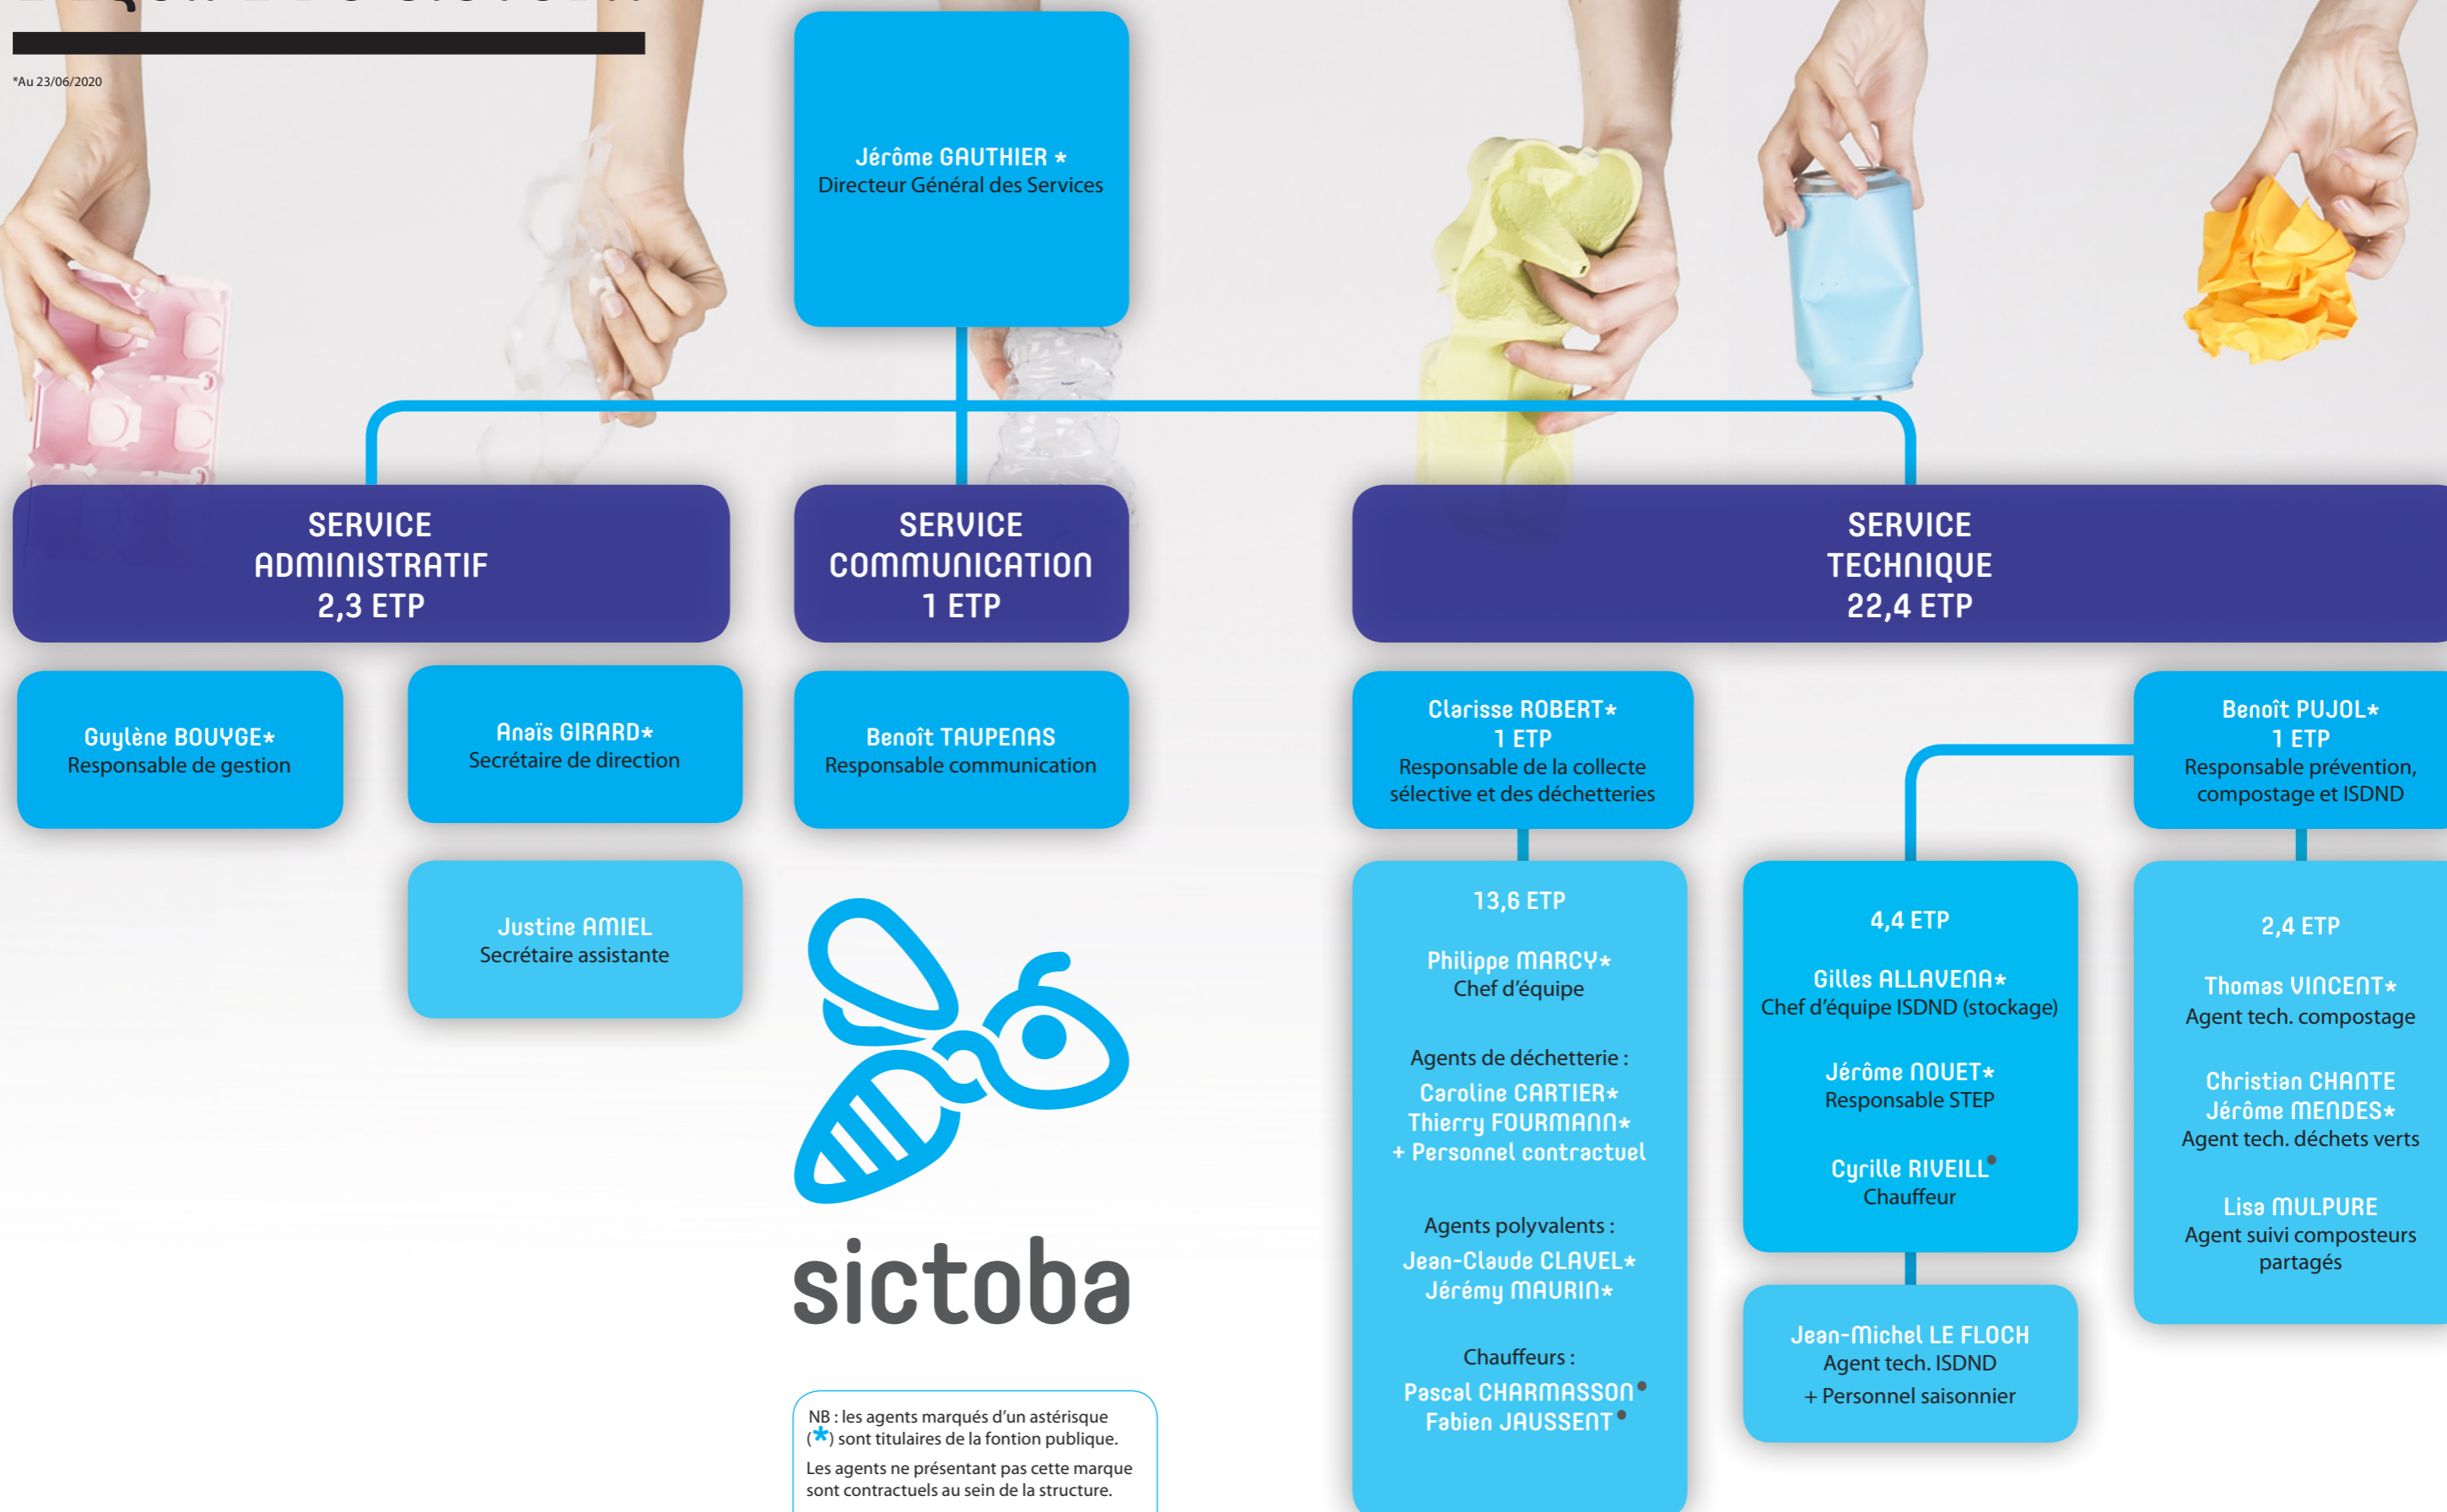 *Au 23/06/2020
Jérôme GAUTHIER *
Directeur Général des Services
SERVICE
ADMINISTRATIF
2,3 ETP
SERVICE
COMMUNICATION
1 ETP
SERVICE
TECHNIQUE
22,4 ETP
Guylène BOUYGE*
Responsable de gestion
Anaïs GIRARD*
Secrétaire de direction
Justine AMIEL
Secrétaire assistante
Benoît TAUPENAS
Responsable communication
Clarisse ROBERT*
1 ETP
Responsable de la collecte
sélective et des déchetteries
Benoît PUJOL*
1 ETP
Responsable prévention,
compostage et ISDND
13,6 ETP
Philippe MARCY*
Chef d'équipe
Agents de déchetterie :
Caroline CARTIER*
Thierry FOURMANN*
+ Personnel contractuel
Agents polyvalents :
Jean-Claude CLAVEL*
Jérémy MAURIN*
Chauffeurs :
Pascal CHARMASSON•
Fabien JAUSSENT•
4,4 ETP
Gilles ALLAVENA*
Chef d'équipe ISDND (stockage)
Jérôme NOUET*
Responsable STEP
Cyrille RIVEILL•
Chauffeur
Jean-Michel LE FLOCH
Agent tech. ISDND
+ Personnel saisonnier
2,4 ETP
Thomas VINCENT*
Agent tech. compostage
Christian CHANTE
Jérôme MENDES*
Agent tech. déchets verts
Lisa MULPURE
Agent suivi composteurs
partagés
sictoba
NB : les agents marqués d'un astérisque
(*) sont titulaires de la fontion publique.
Les agents ne présentant pas cette marque
sont contractuels au sein de la structure.